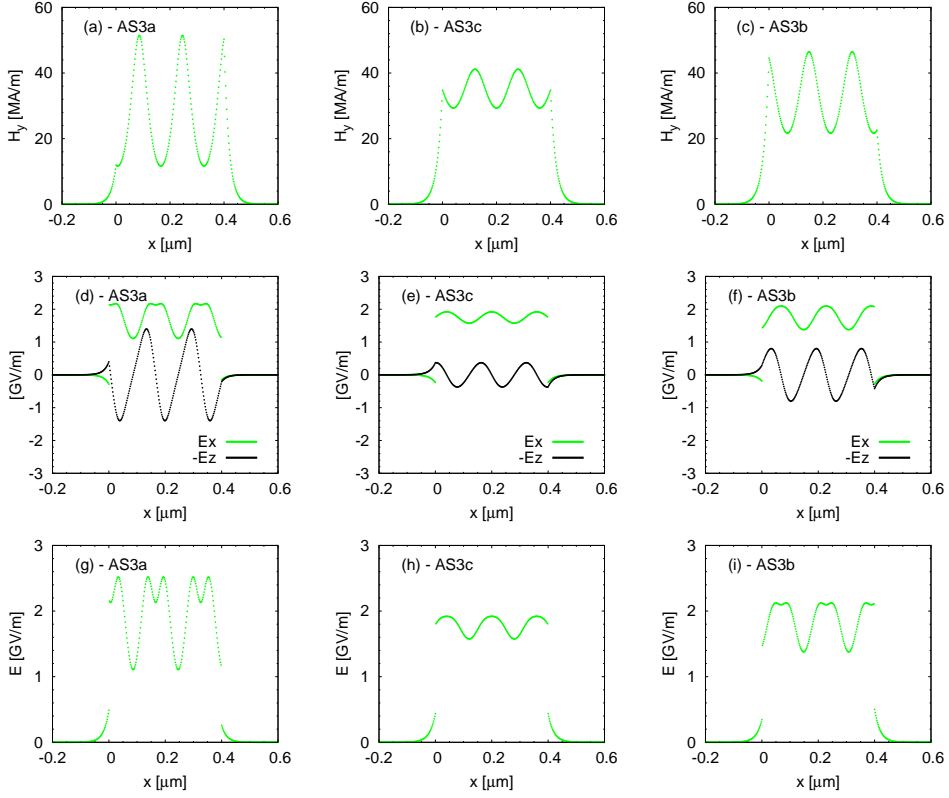 (a) - AS3a
H_y [MA/m]
60
40
20
0
-0.2 0 0.2 0.4 0.6
x [μm]
(b) - AS3c
H_y [MA/m]
60
40
20
0
-0.2 0 0.2 0.4 0.6
x [μm]
(c) - AS3b
H_y [MA/m]
60
40
20
0
-0.2 0 0.2 0.4 0.6
x [μm]
(d) - AS3a
[GV/m]
3
2
1
0
-1
-2
-3
Ex
-Ez
-0.2 0 0.2 0.4 0.6
x [μm]
(e) - AS3c
[GV/m]
3
2
1
0
-1
-2
-3
Ex
-Ez
-0.2 0 0.2 0.4 0.6
x [μm]
(f) - AS3b
[GV/m]
3
2
1
0
-1
-2
-3
Ex
-Ez
-0.2 0 0.2 0.4 0.6
x [μm]
(g) - AS3a
E [GV/m]
3
2
1
0
-0.2 0 0.2 0.4 0.6
x [μm]
(h) - AS3c
E [GV/m]
3
2
1
0
-0.2 0 0.2 0.4 0.6
x [μm]
(i) - AS3b
E [GV/m]
3
2
1
0
-0.2 0 0.2 0.4 0.6
x [μm]